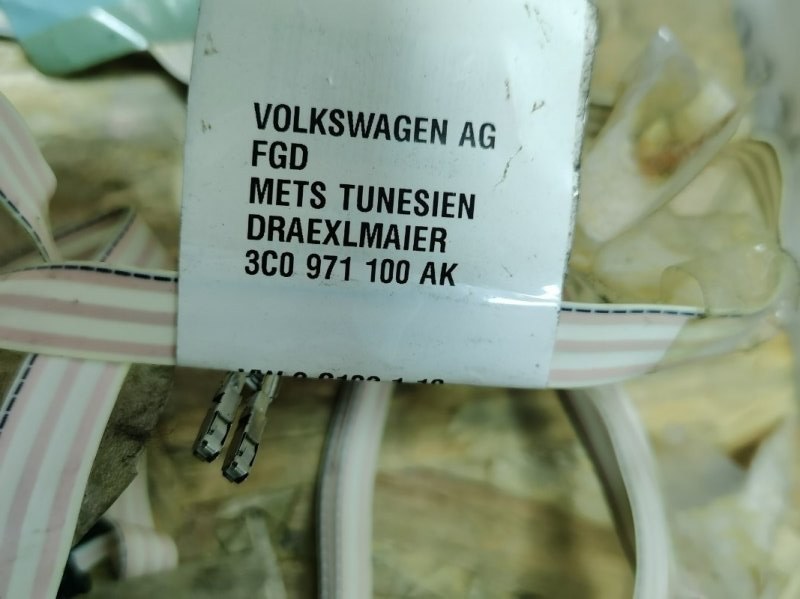 VOLKSWAGEN AG
FGD
METS TUNESIEN
DRAEXLMAIER
3C0 971 100 AK